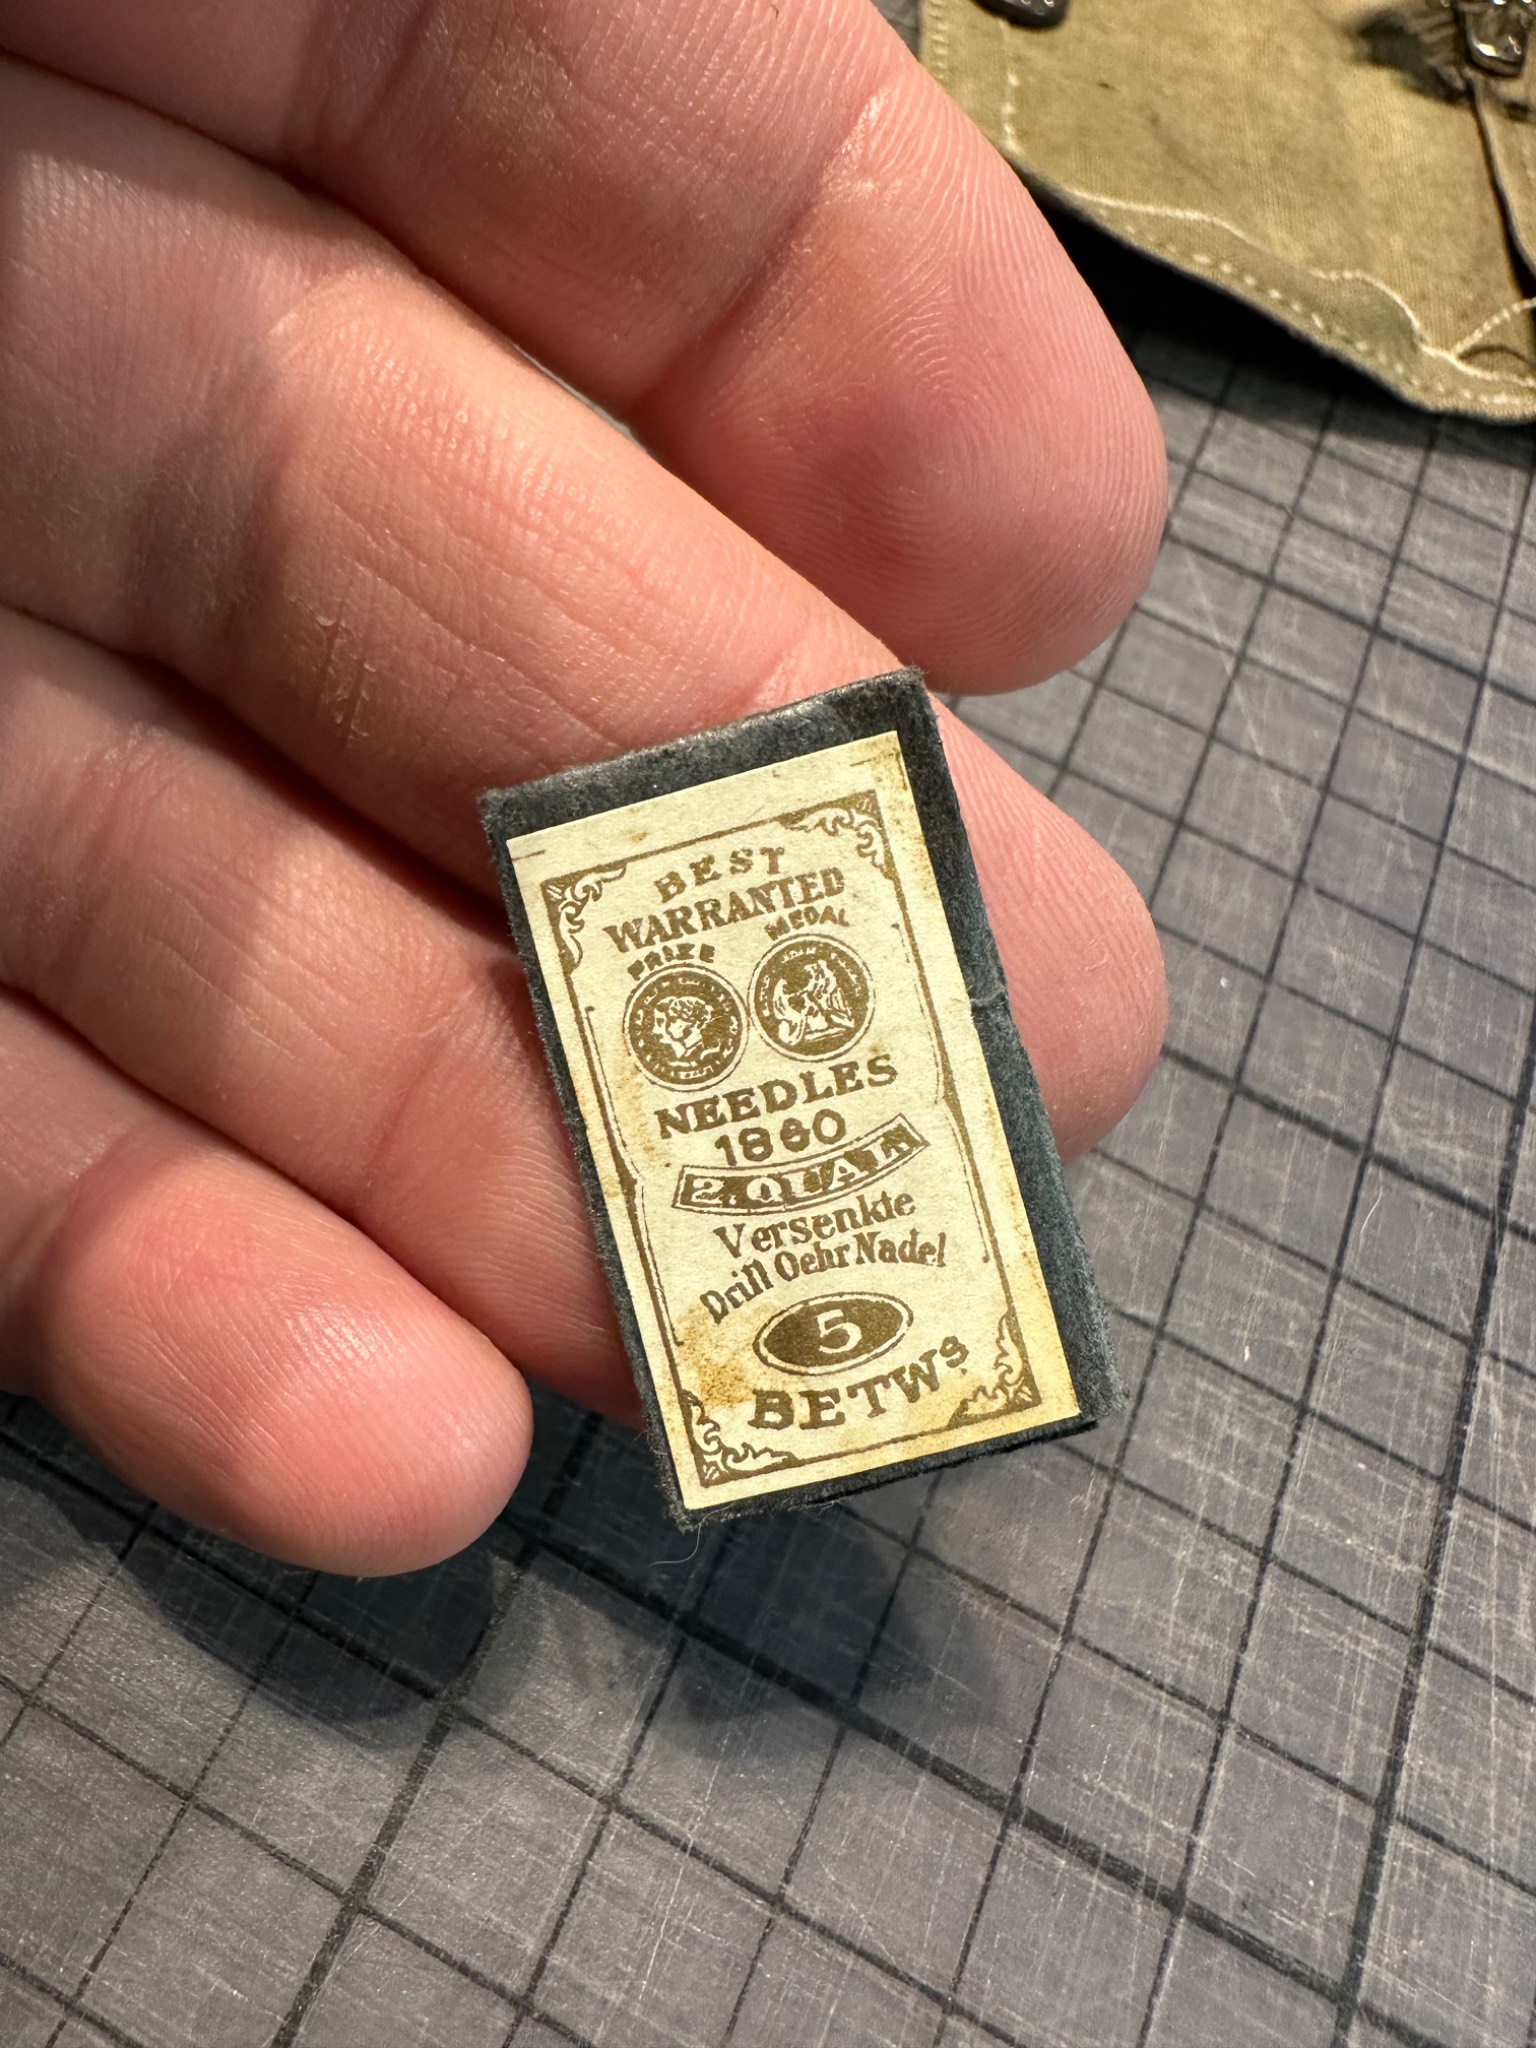 BEST
WARRANTED
PRIZE MEDAL
NEEDLES
1860
2. QUAL
Versenkte
Drill Oehr Nadel
5
BETWS